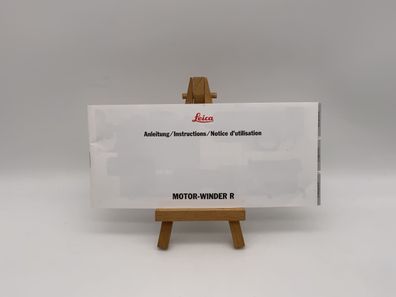 Leica
Anleitung/Instructions/Notice d'utilisation
MOTOR-WINDER R